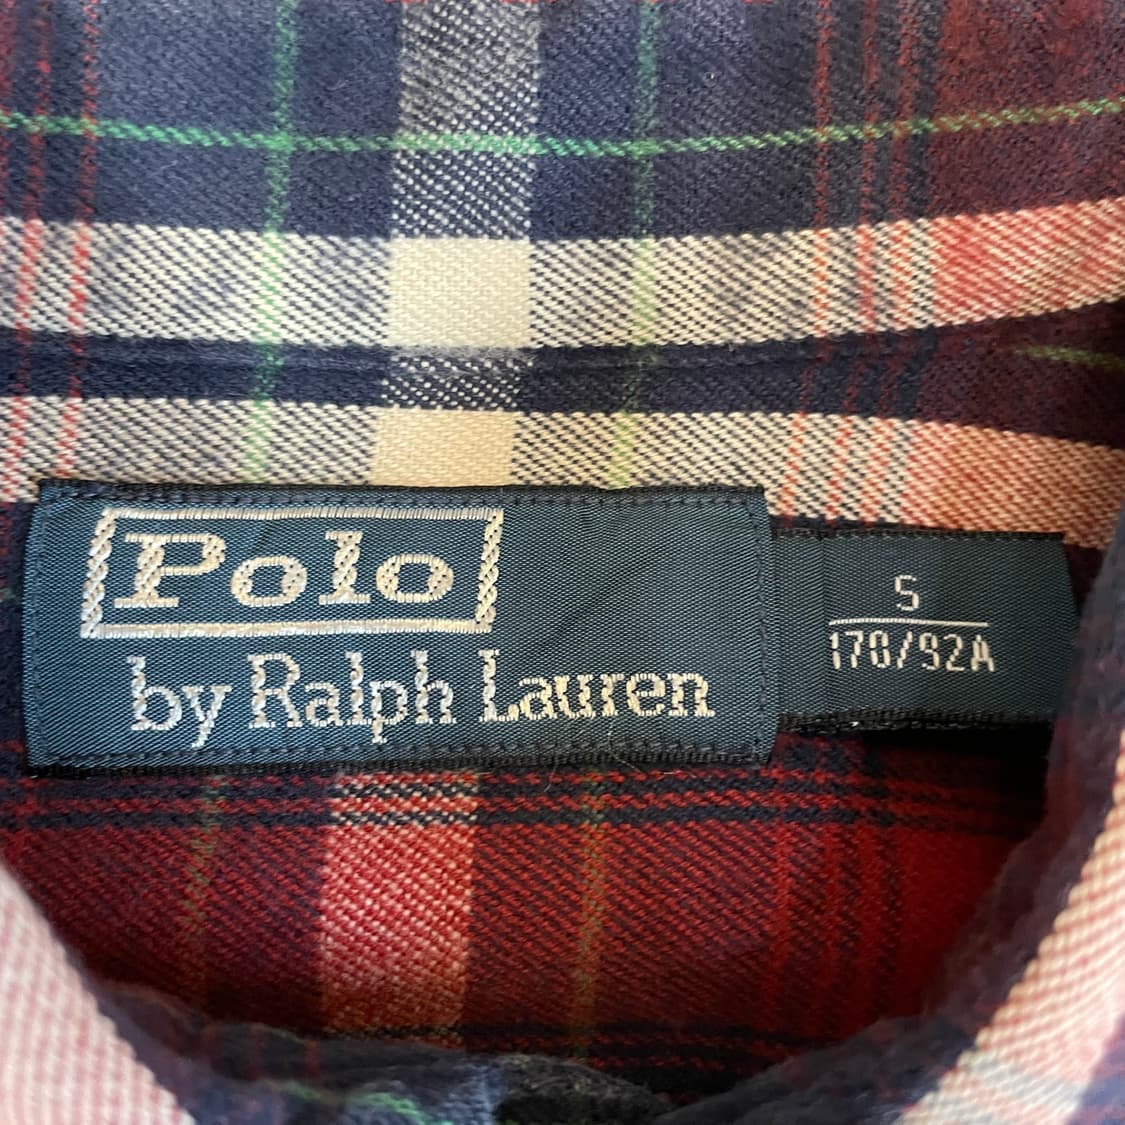 Polo
by Ralph Lauren
S
170/92A